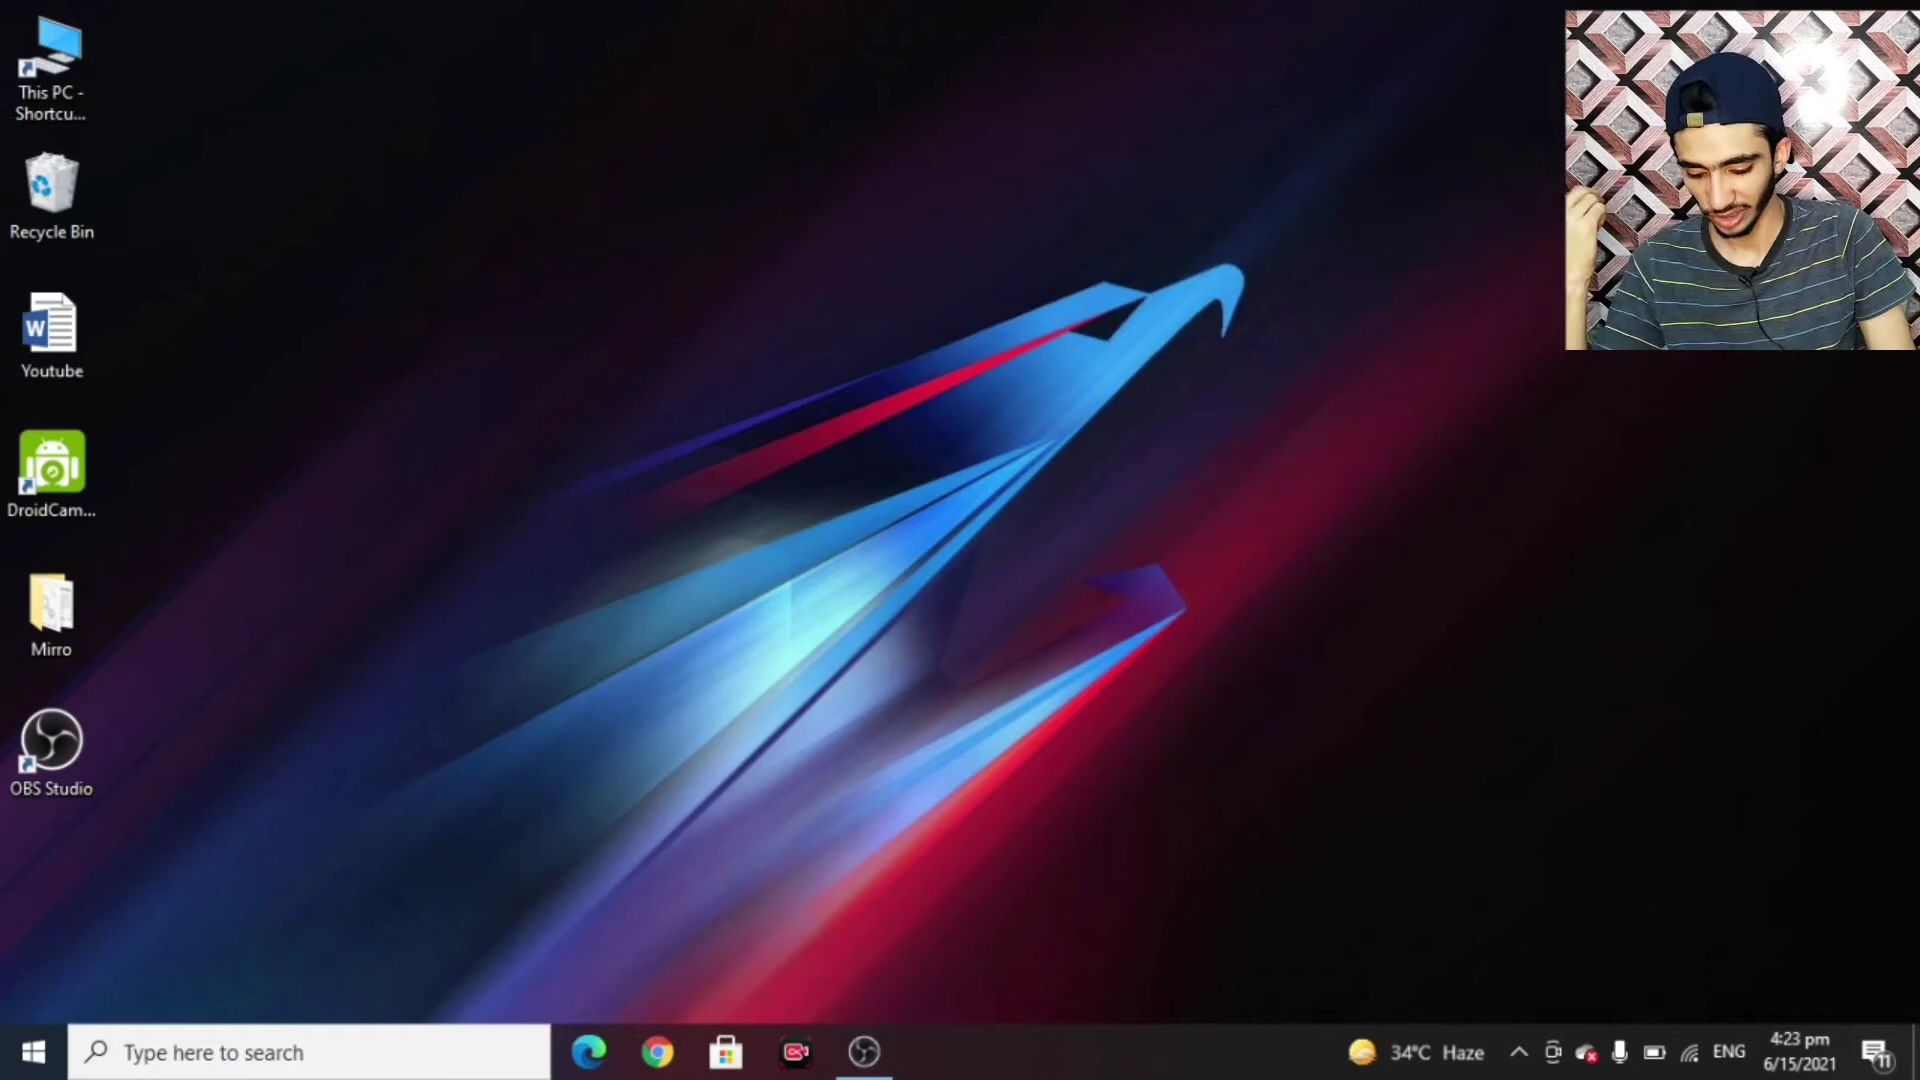 This PC -
Shortcu...
Recycle Bin
W
Youtube
DroidCam...
Mirro
OBS Studio
Type here to search
34°C Haze
ENG
4:23 pm
6/15/2021
11